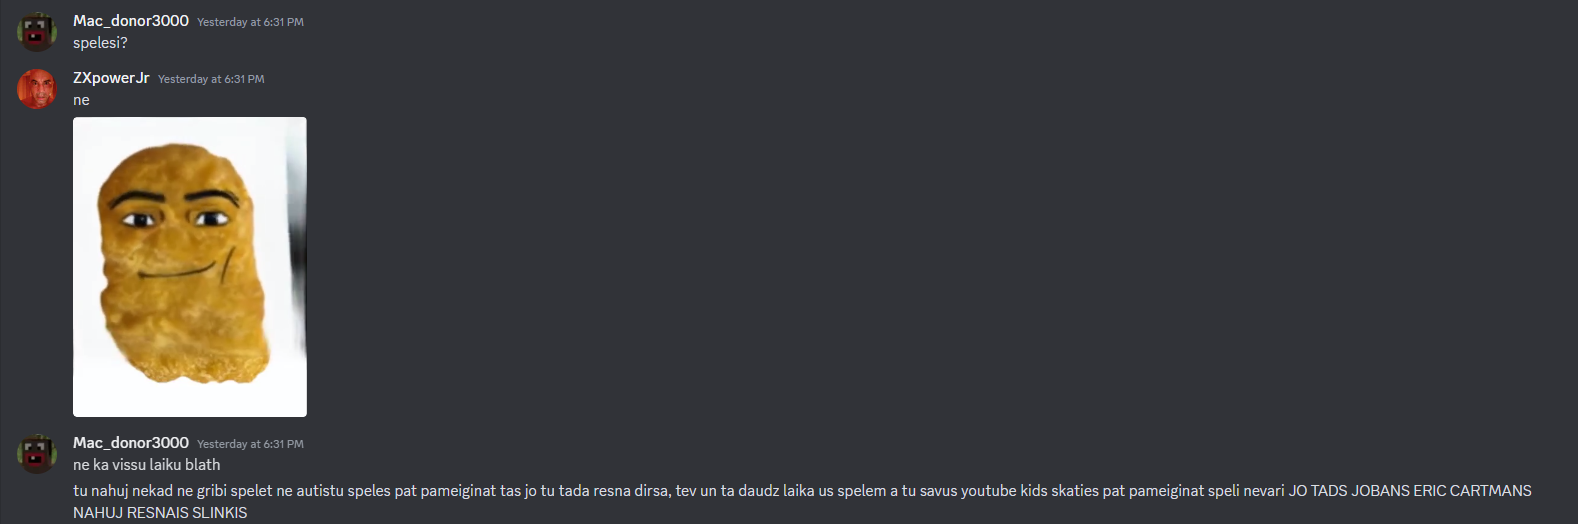 Mac_donor3000 Yesterday at 6:31 PM
spelesi?
ZXpowerJr Yesterday at 6:31 PM
ne
Mac_donor3000 Yesterday at 6:31 PM
ne ka vissu laiku blath
tu nahuj nekad ne gribi spelet ne autistu speles pat pameiginat tas jo tu tada resna dirsa, tev un ta daudz laika us spelem a tu savus youtube kids skaties pat pameiginat speli nevari JO TADS JOBANS ERIC CARTMANS
NAHUJ RESNAIS SLINKIS